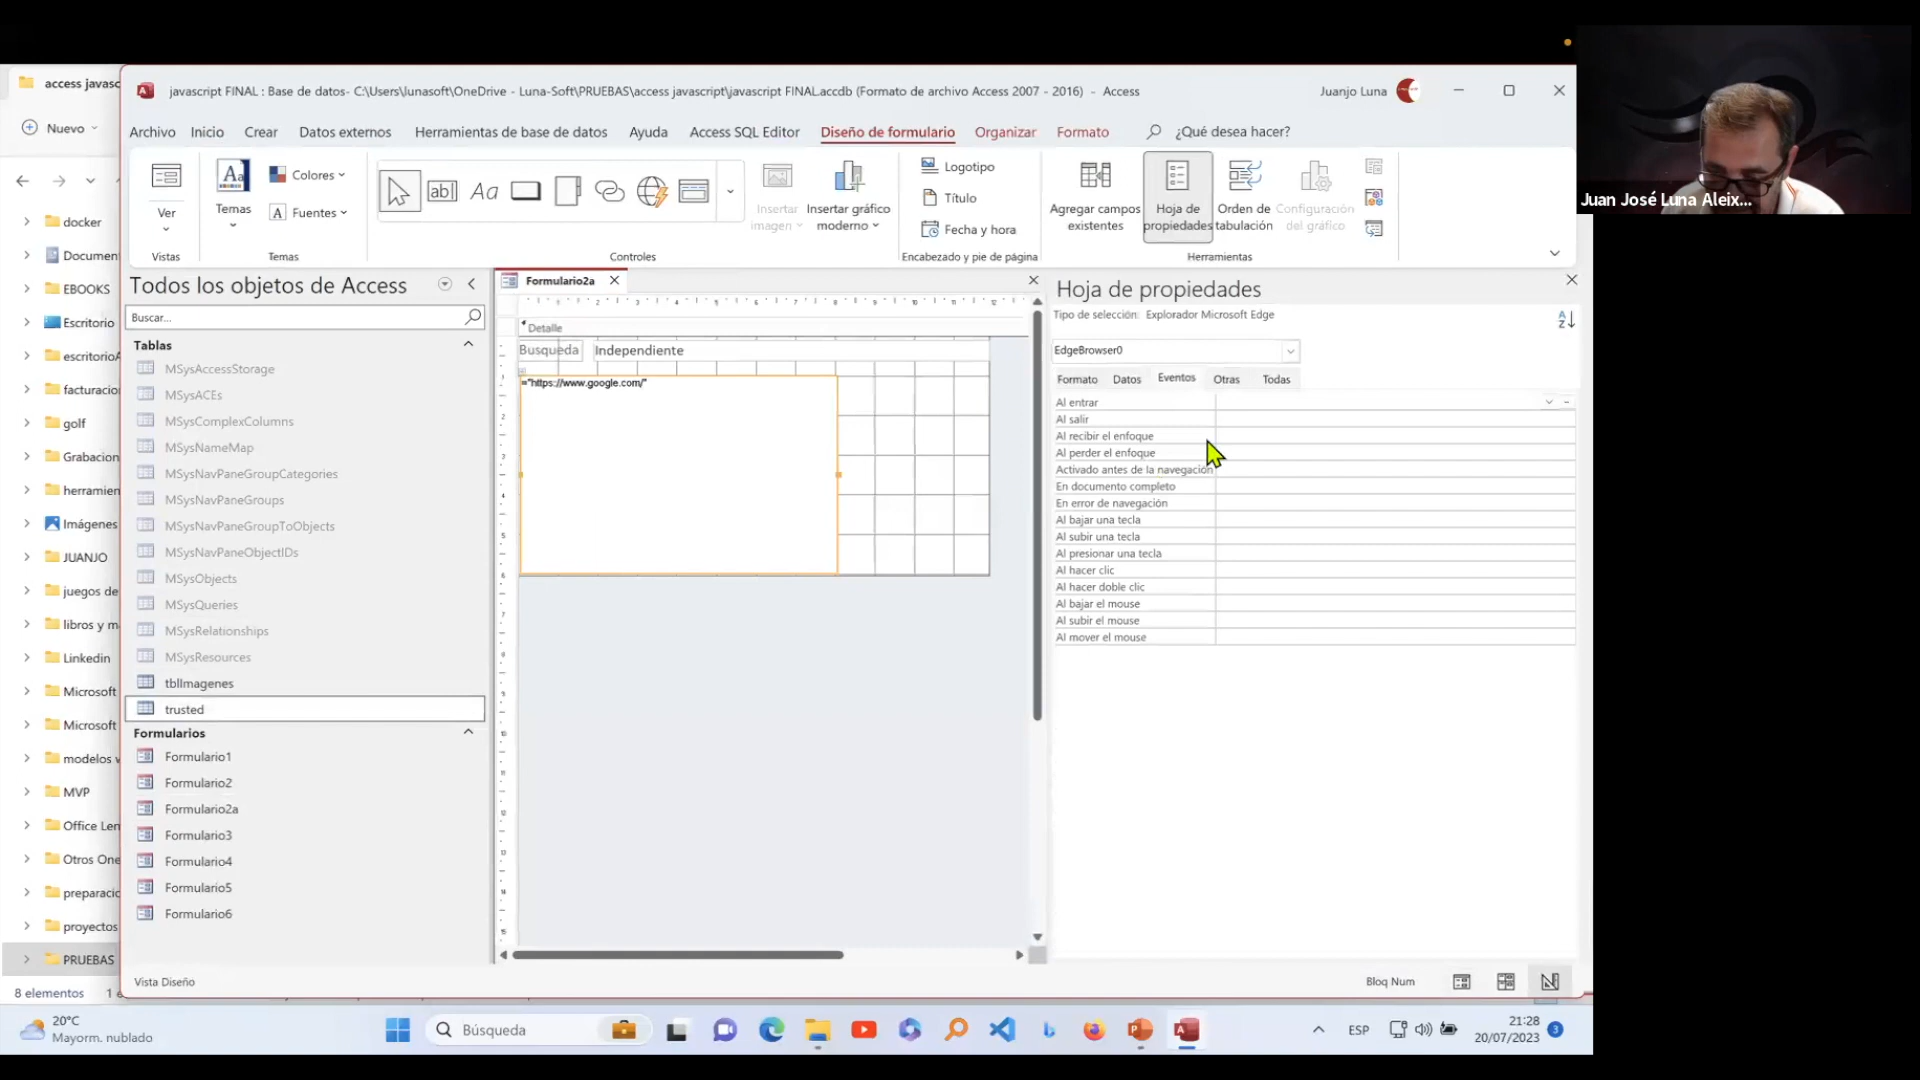 access javasc
javascript FINAL : Base de datos- C:\Users\lunasoft\OneDrive - Luna-Soft\PRUEBAS\access javascript\javascript FINAL.accdb (Formato de archivo Access 2007 - 2016) - Access
Juanjo Luna
Nuevo
Archivo Inicio Crear Datos externos Herramientas de base de datos Ayuda Access SQL Editor Diseño de formulario Organizar Formato ¿Qué desea hacer?
Ver
Vistas
Temas
Colores
Fuentes
Temas
Controles
Insertar imagen
Insertar gráfico moderno
Logotipo
Título
Fecha y hora
Encabezado y pie de página
Agregar campos existentes
Hoja de propiedades
Orden de tabulación
Configuración del gráfico
Herramientas
Juan José Luna Aleix...
docker
Documen
EBOOKS
Escritorio
escritorioA
facturacio
golf
Grabacion
herramien
Imágenes
JUANJO
juegos de
libros y m
Linkedin
Microsoft
Microsoft
modelos w
MVP
Office Len
Otros One
preparacio
proyectos
PRUEBAS
8 elementos
Todos los objetos de Access
Buscar...
Tablas
MSysAccessStorage
MSysACEs
MSysComplexColumns
MSysNameMap
MSysNavPaneGroupCategories
MSysNavPaneGroups
MSysNavPaneGroupToObjects
MSysNavPaneObjectIDs
MSysObjects
MSysQueries
MSysRelationships
MSysResources
tblImagenes
trusted
Formularios
Formulario1
Formulario2
Formulario2a
Formulario3
Formulario4
Formulario5
Formulario6
Formulario2a
Detalle
Busqueda Independiente
="https://www.google.com/"
Hoja de propiedades
Tipo de selección: Explorador Microsoft Edge
EdgeBrowser0
Formato Datos Eventos Otras Todas
Al entrar
Al salir
Al recibir el enfoque
Al perder el enfoque
Activado antes de la navegación
En documento completo
En error de navegación
Al bajar una tecla
Al subir una tecla
Al presionar una tecla
Al hacer clic
Al hacer doble clic
Al bajar el mouse
Al subir el mouse
Al mover el mouse
Vista Diseño
Bloq Num
20°C
Mayorm. nublado
Búsqueda
ESP
21:28
20/07/2023
3